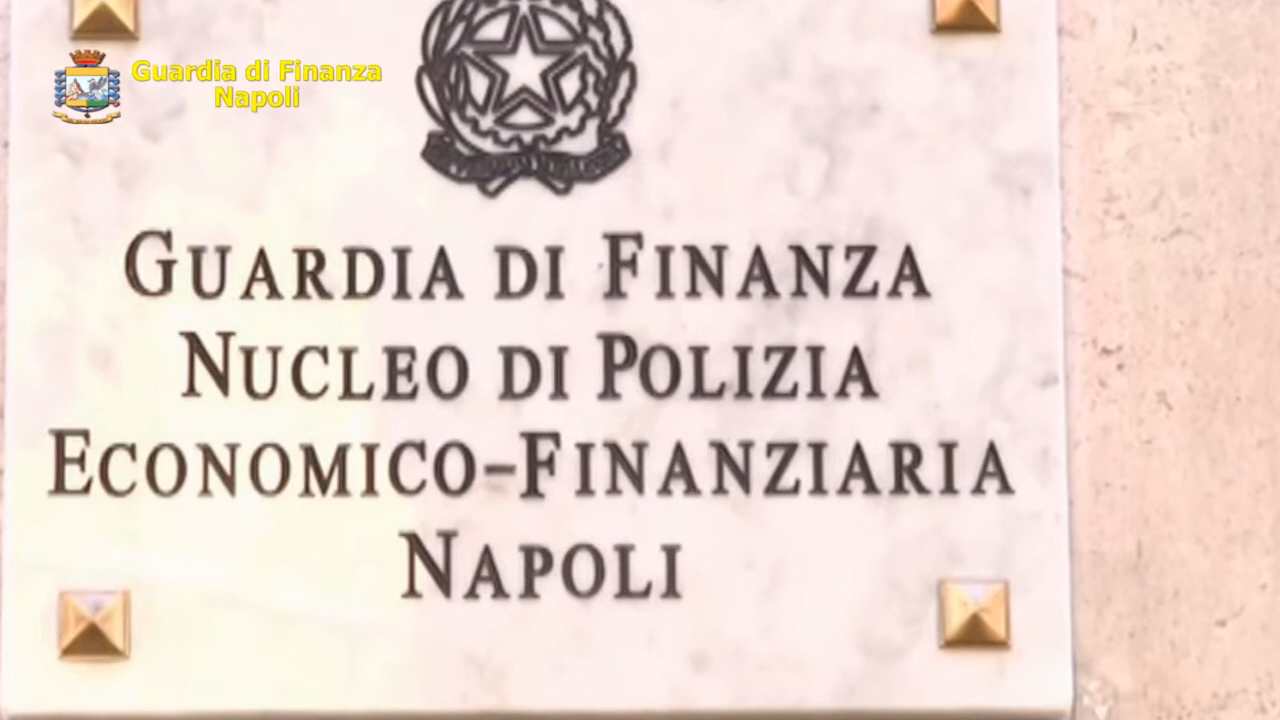 Guardia di Finanza
Napoli
GUARDIA DI FINANZA
NUCLEO DI POLIZIA
ECONOMICO-FINANZIARIA
NAPOLI